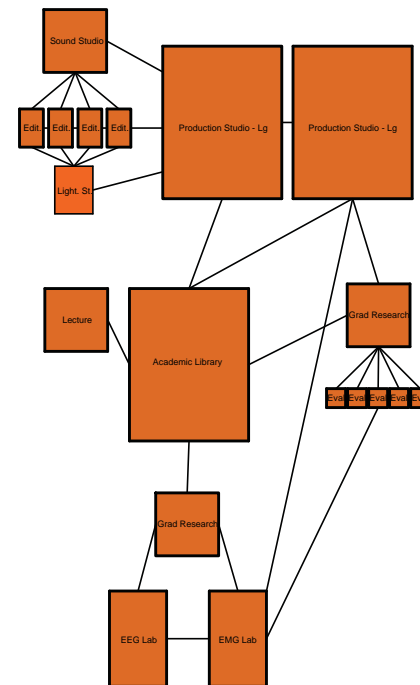 Sound Studio
Edit.
Edit.
Edit.
Edit.
Light. St.
Production Studio - Lg
Production Studio - Lg
Lecture
Academic Library
Grad Research
Eval
Eval
Eval
Eval
Grad Research
EEG Lab
EMG Lab